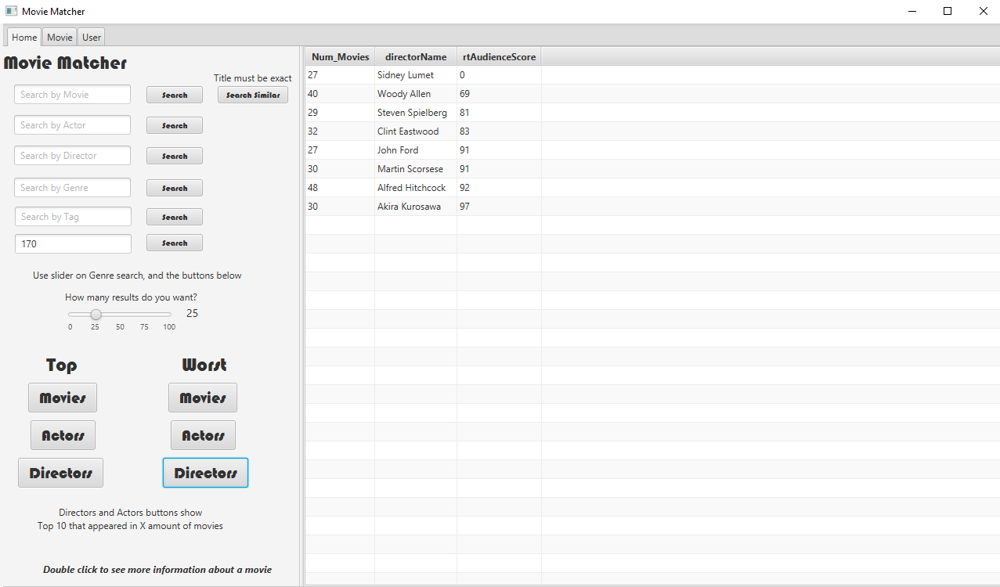 Movie Matcher
Home Movie User
Movie Matcher
Title must be exact
Search by Movie Search Search Similar
Search by Actor Search
Search by Director Search
Search by Genre Search
Search by Tag Search
170 Search
Use slider on Genre search, and the buttons below
How many results do you want?
25
0 25 50 75 100
Top Worst
Movies Movies
Actors Actors
Directors Directors
Directors and Actors buttons show
Top 10 that appeared in X amount of movies
Double click to see more information about a movie
Num_Movies directorName rtAudienceScore
27 Sidney Lumet 0
40 Woody Allen 69
29 Steven Spielberg 81
32 Clint Eastwood 83
27 John Ford 91
30 Martin Scorsese 91
48 Alfred Hitchcock 92
30 Akira Kurosawa 97